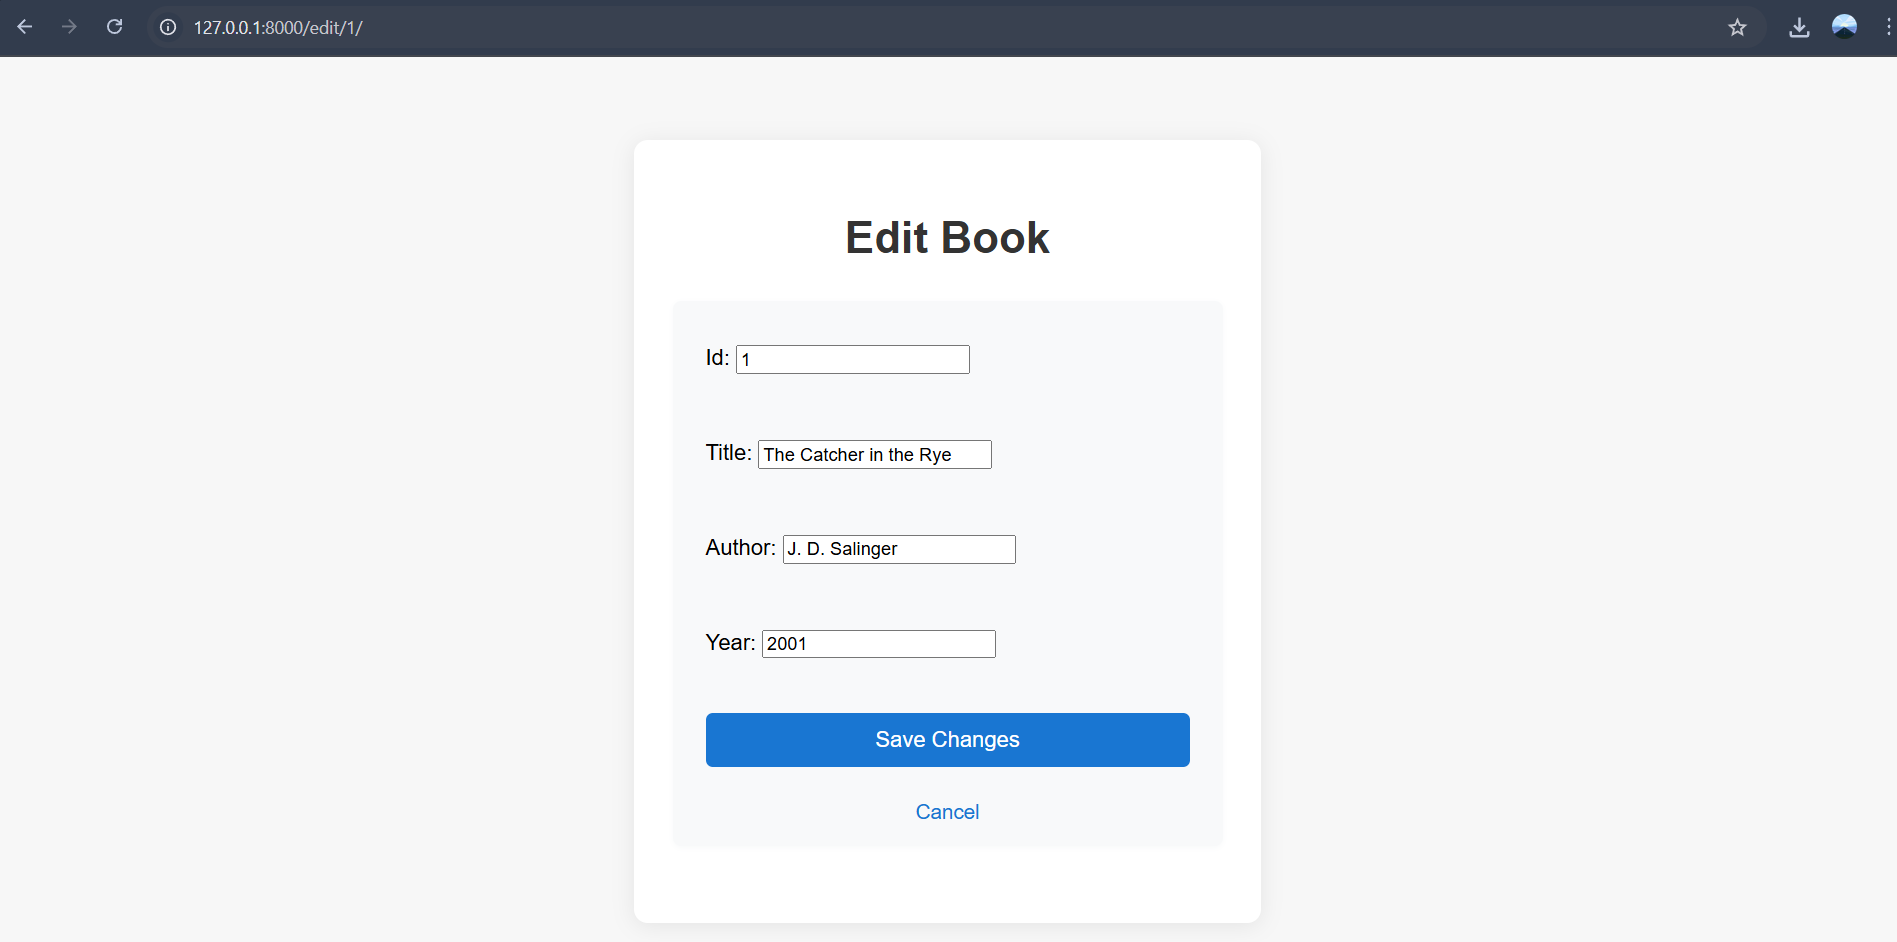 127.0.0.1:8000/edit/1/
Edit Book
Id: 1
Title: The Catcher in the Rye
Author: J. D. Salinger
Year: 2001
Save Changes
Cancel